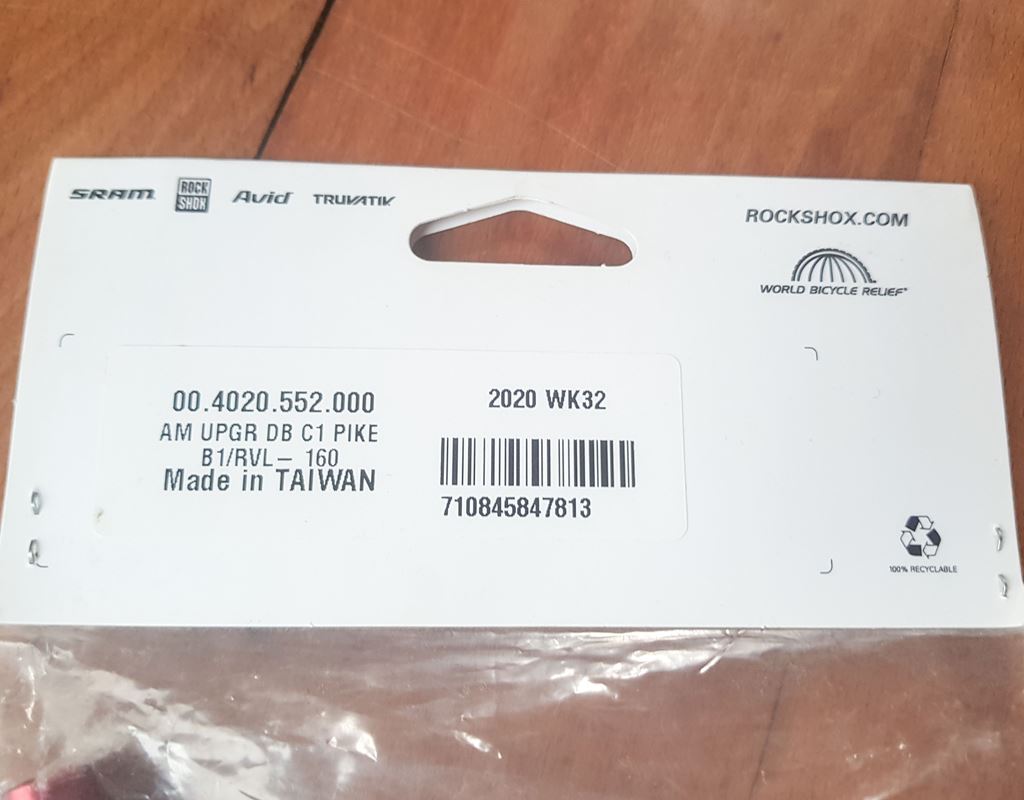 SRAM ROCK SHOX Avid TRUVATIV
ROCKSHOX.COM
WORLD BICYCLE RELIEF®
00.4020.552.000
AM UPGR DB C1 PIKE
B1/RVL- 160
Made in TAIWAN
2020 WK32
710845847813
100% RECYCLABLE